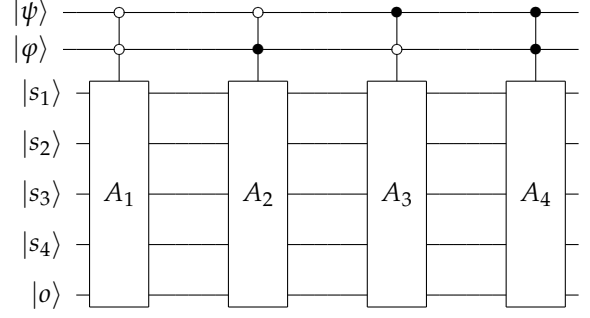 |ψ⟩
|φ⟩
|s₁⟩
|s₂⟩
|s₃⟩ A₁ A₂ A₃ A₄
|s₄⟩
|o⟩